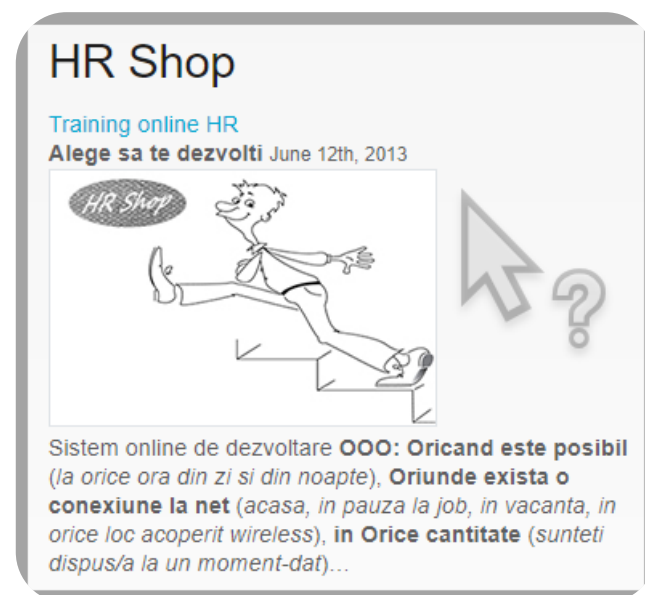 HR Shop
Training online HR
Alege sa te dezvolti June 12th, 2013
HR Shop
Sistem online de dezvoltare OOO: Oricand este posibil
(la orice ora din zi si din noapte), Oriunde exista o
conexiune la net (acasa, in pauza la job, in vacanta, in
orice loc acoperit wireless), in Orice cantitate (sunteti
dispus/a la un moment-dat)...